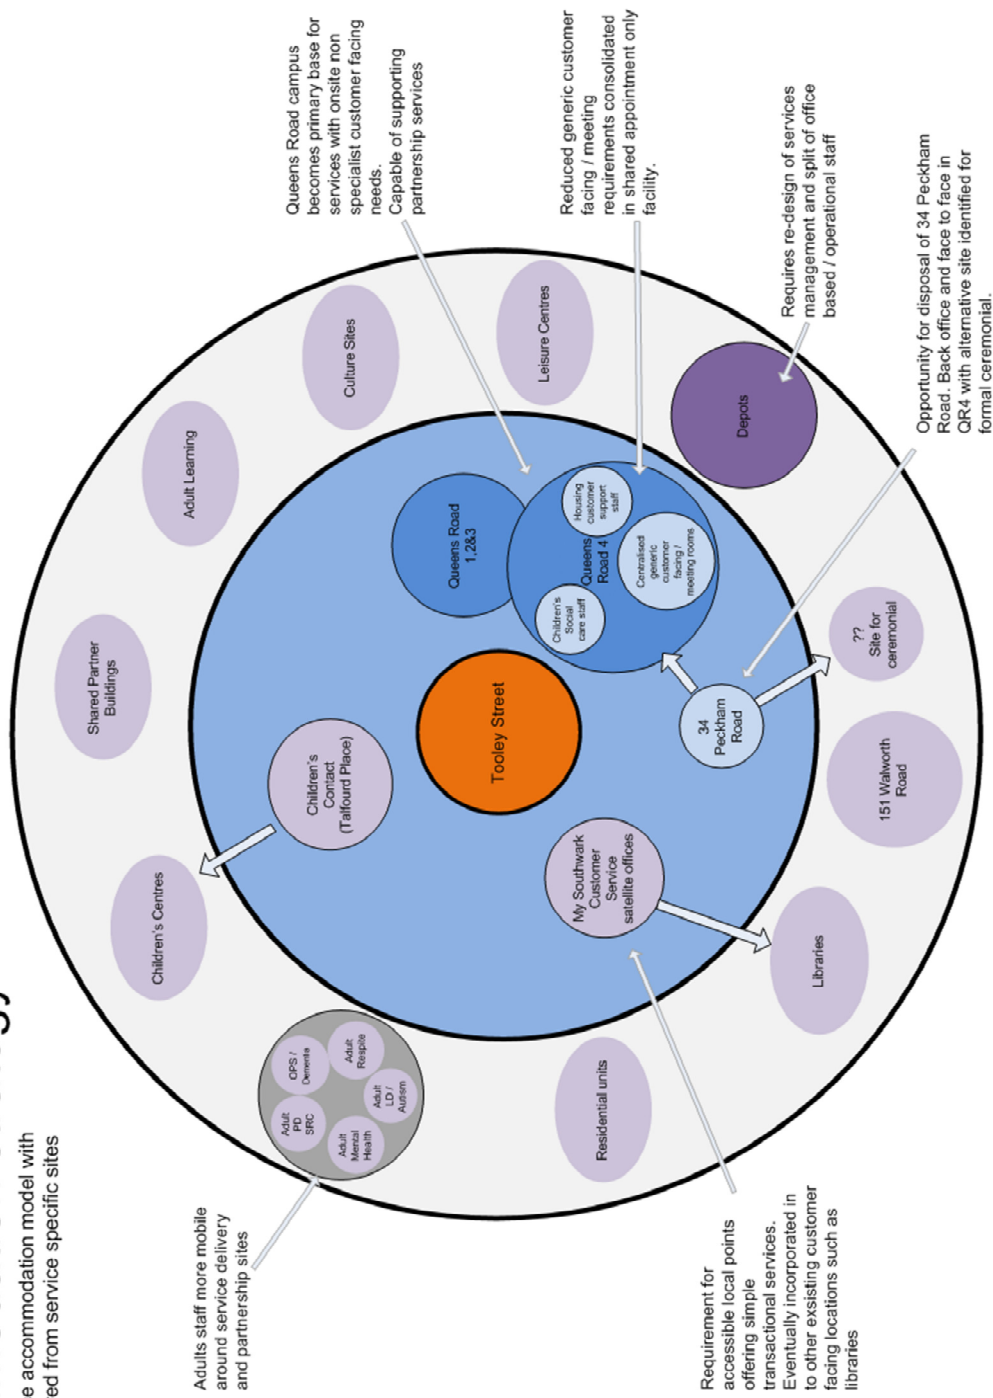 e accommodation model with
ed from service specific sites
Adults staff more mobile
around service delivery
and partnership sites
Requirement for
accessible local points
offering simple
transactional services.
Eventually incorporated in
to other exsisting customer
facing locations such as
libraries
Queens Road campus
becomes primary base for
services with onsite non
specialist customer facing
needs.
Capable of supporting
partnership services
Reduced generic customer
facing / meeting
requirements consolidated
in shared appointment only
facility.
Requires re-design of services
management and split of office
based / operational staff
Opportunity for disposal of 34 Peckham
Road. Back office and face to face in
QR4 with alternative site identified for
formal ceremonial.
Shared Partner
Buildings
Adult Learning
Culture Sites
Leisure Centres
Depots
??
Site for
ceremonial
151 Walworth
Road
Libraries
Residential units
Adult
PD
SRC
OPS /
Dementia
Adult
Mental
Health
Adult
LD /
Autism
Adult
Respite
Children's Centres
Children's
Contact
(Talfourd Place)
Tooley Street
My Southwark
Customer
Service
satellite offices
34
Peckham
Road
Queens Road
1,2&3
Queens
Road 4
Children's
Social
care staff
Housing
customer
support
staff
Centralised
generic
customer
facing /
meeting rooms